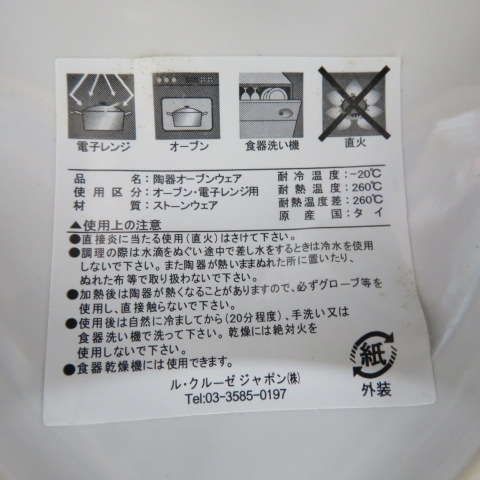 電子レンジ オーブン 食器洗い機 直火
品 名：陶器オーブンウェア 耐冷温度：-20℃
使用区分：オーブン・電子レンジ用 耐熱温度：260℃
材 質：ストーンウェア 耐熱温度差：260℃
原産国：タイ
▲使用上の注意
●直接炎に当たる使用（直火）はさけて下さい。
●調理の際は水滴をぬぐい途中で差し水をするときは冷水を使用
しないで下さい。また陶器が熱いままぬれた所に置いたり、
ぬれた布等で取り扱わないで下さい。
●加熱後は陶器が熱くなることがありますので、必ずグローブ等を
使用し、直接触らないで下さい。
●使用後は自然に冷ましてから（20分程度）、手洗い又は
食器洗い機で洗って下さい。乾燥には絶対火を
使用しないで下さい。
●食器乾燥機には使用できます。
ル・クルーゼジャポン㈱
Tel:03-3585-0197
紙
外装